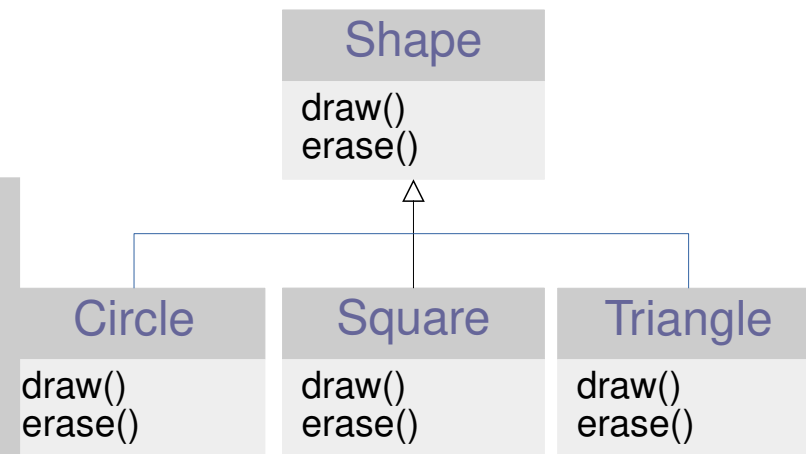 Shape
draw()
erase()
Circle
draw()
erase()
Square
draw()
erase()
Triangle
draw()
erase()